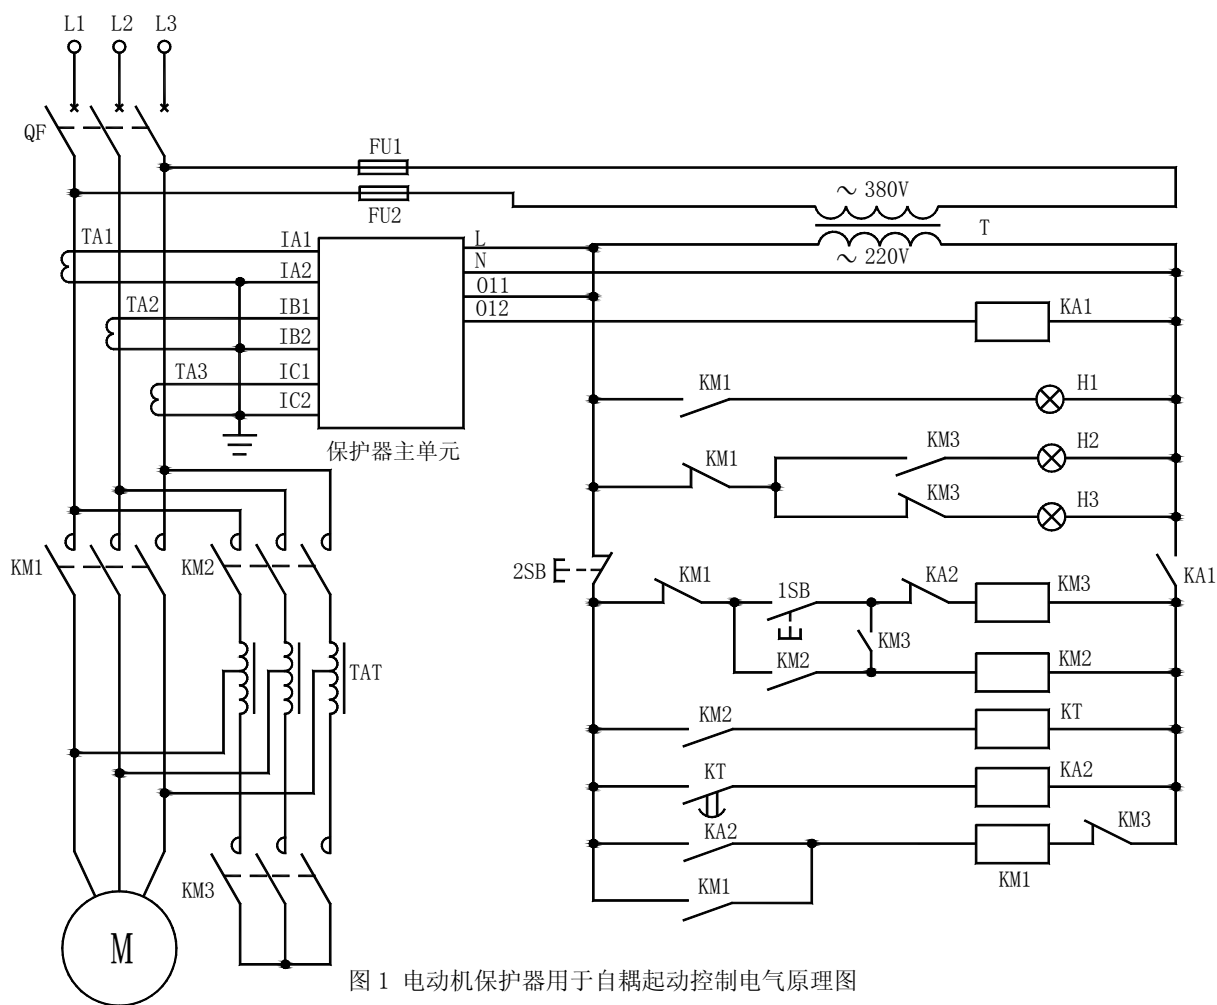 L1 L2 L3
QF
FU1
FU2
~380V
T
~220V
TA1
IA1
IA2
TA2
IB1
IB2
TA3
IC1
IC2
L
N
O11
O12
保护器主单元
KA1
KM1
H1
KM1
KM3
H2
KM3
H3
KM1
KM2
2SB
KM1
1SB
KA2
KM3
KA1
KM3
KM2
KM2
TAT
KM2
KT
KT
KA2
KA2
KM3
KM1
KM1
KM3
M
图 1 电动机保护器用于自耦起动控制电气原理图